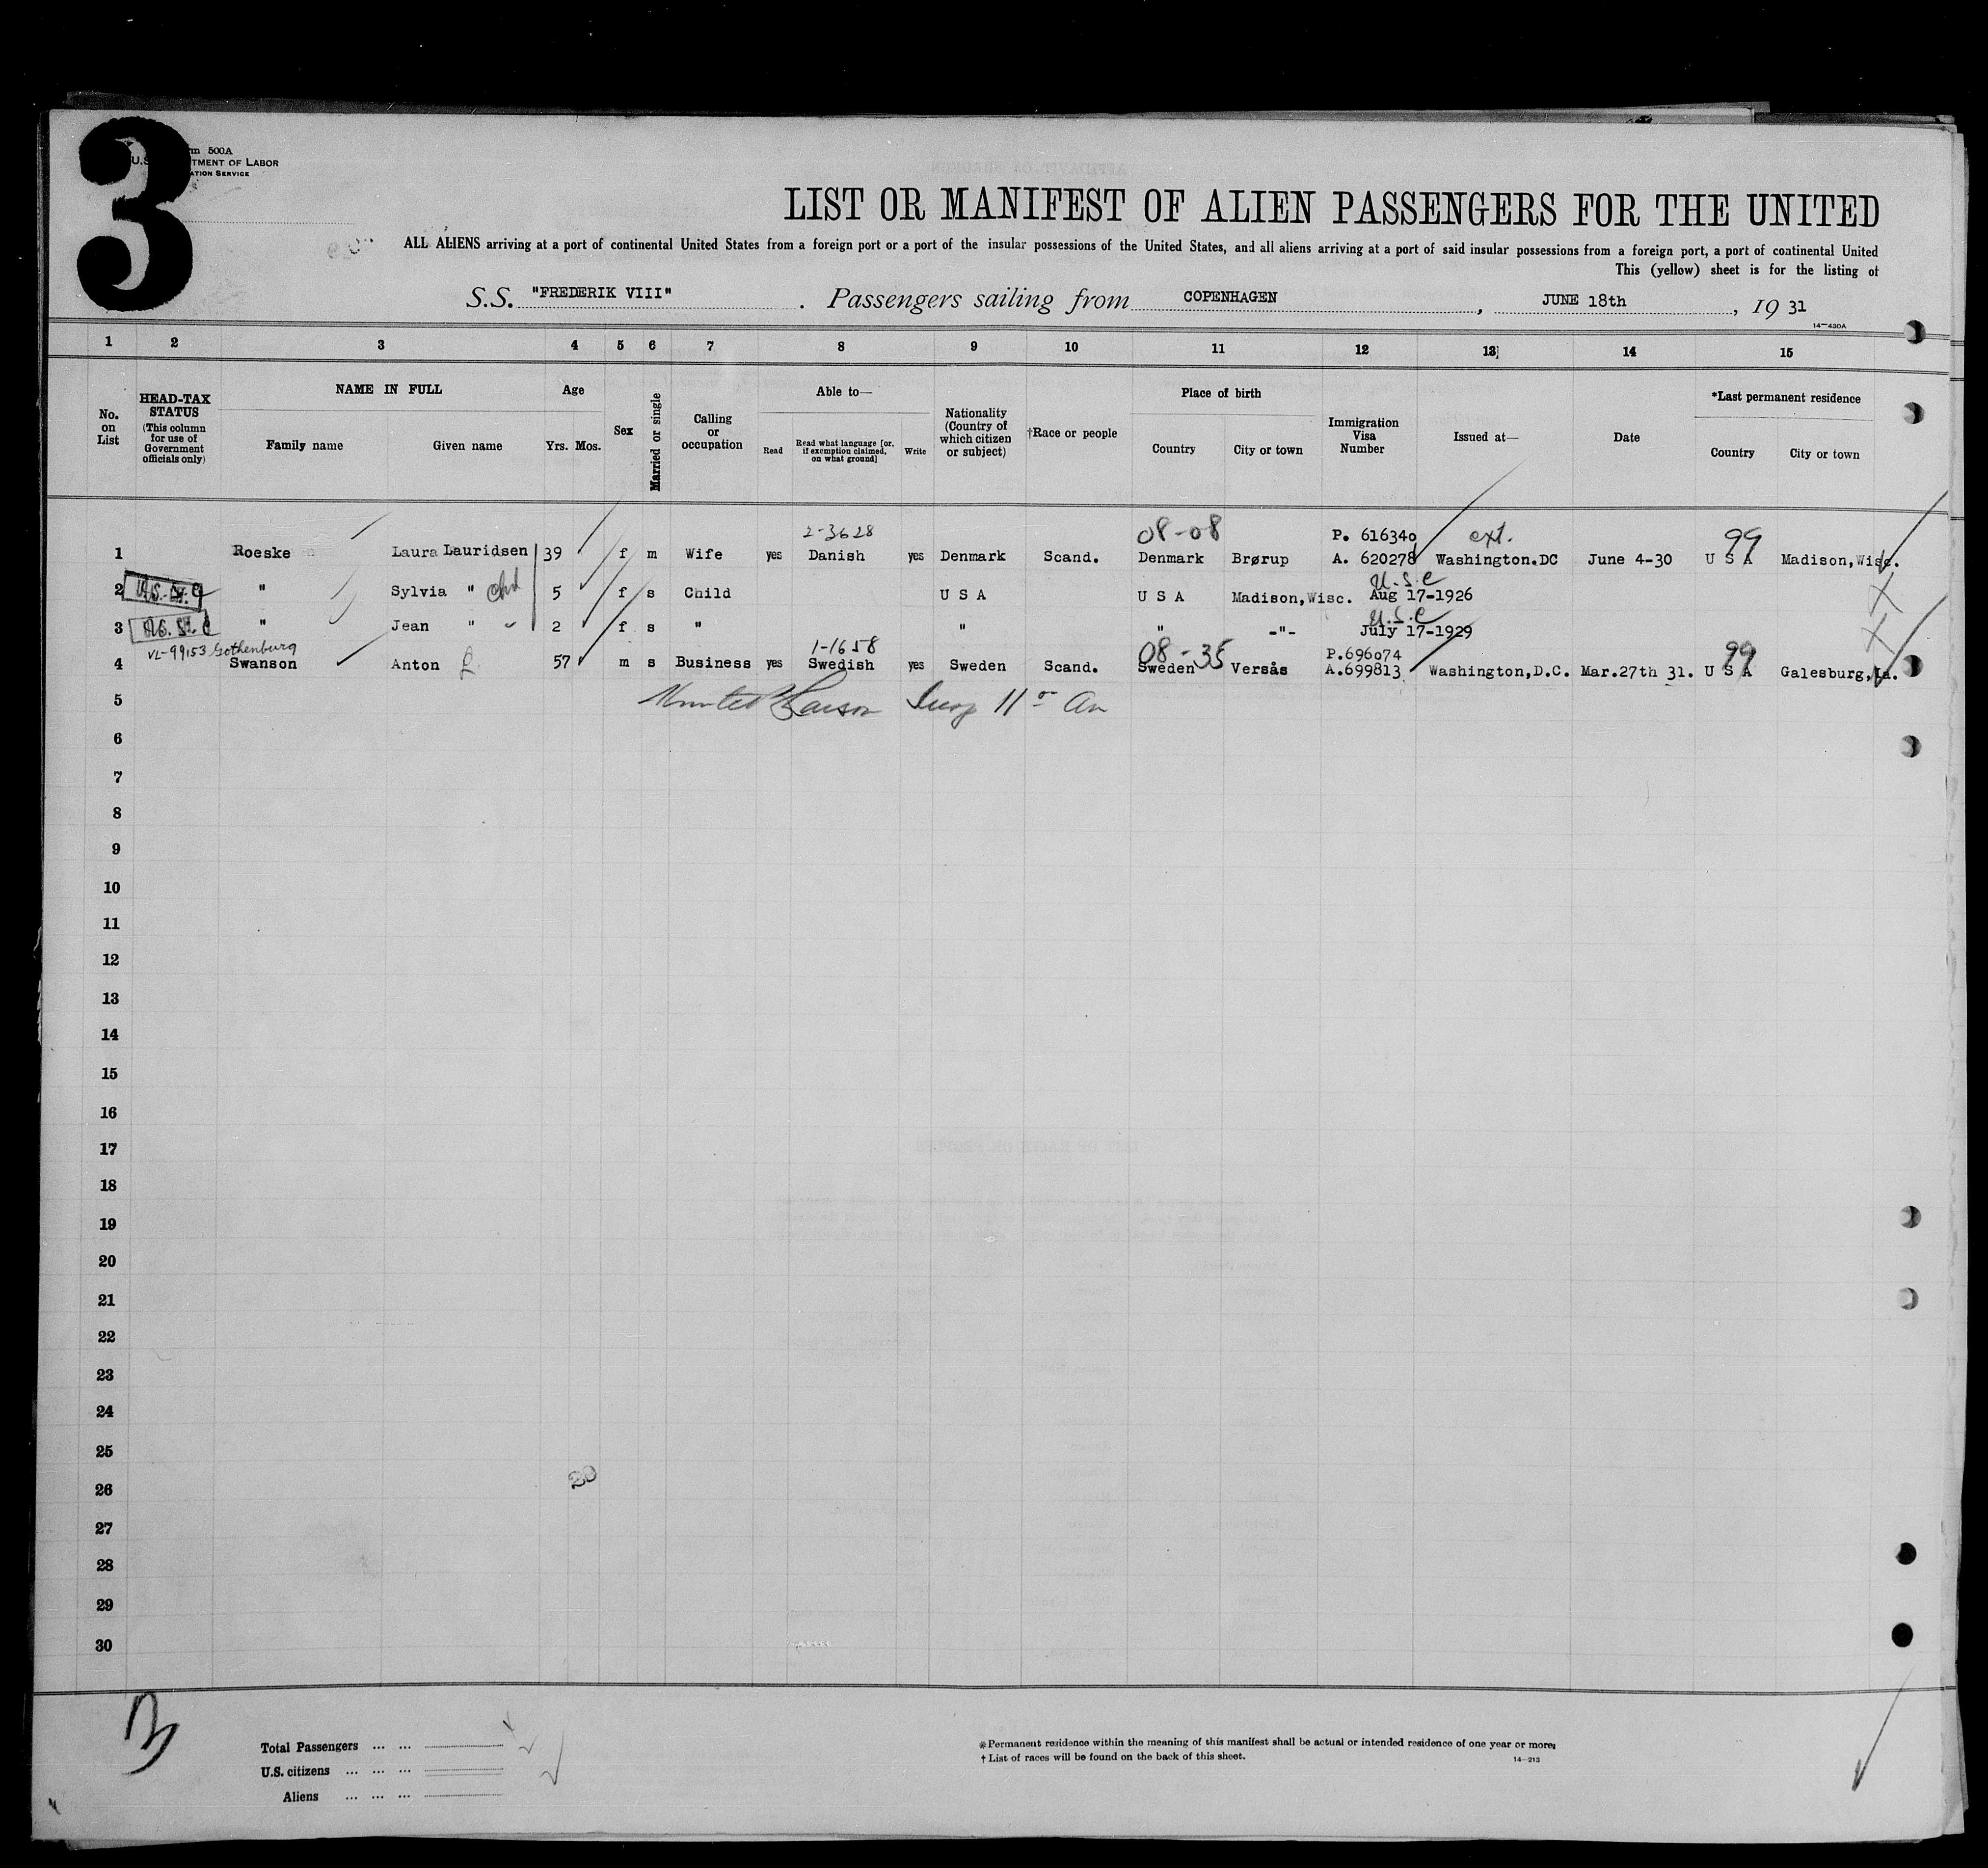 3
rm 500A
U.S. TMENT OF LABOR
ATION SERVICE
LIST OR MANIFEST OF ALIEN PASSENGERS FOR THE UNITED
ALL ALIENS arriving at a port of continental United States from a foreign port or a port of the insular possessions of the United States, and all aliens arriving at a port of said insular possessions from a foreign port, a port of continental United
This (yellow) sheet is for the listing of
S.S. "FREDERIK VIII" . Passengers sailing from COPENHAGEN , JUNE 18th , 19 31
14—430A
1 2 3 4 5 6 7 8 9 10 11 12 13 14 15
No. on List
HEAD-TAX STATUS (This column for use of Government officials only)
NAME IN FULL
Family name Given name
Age
Yrs. Mos.
Sex
Married or single
Calling or occupation
Able to—
Read Read what language [or, if exemption claimed, on what ground] Write
Nationality (Country of which citizen or subject)
†Race or people
Place of birth
Country City or town
Immigration Visa Number
Issued at—
Date
*Last permanent residence
Country City or town
2-3628 08-08 P. 616340 ext. 99
1 Roeske Laura Lauridsen 39 f m Wife yes Danish yes Denmark Scand. Denmark Brørup A. 620278 Washington.DC June 4-30 U S A Madison,Wisc.
U.S.C
2 " Sylvia " chd 5 f s Child U S A U S A Madison,Wisc. Aug 17-1926
U.S.C
3 " Jean " " 2 f s " " " -"- July 17-1929
VL-99153 Gothenburg 1-1658 08-35 P.696074 99
4 Swanson Anton 57 m s Business yes Swedish yes Sweden Scand. Sweden Versås A.699813 Washington,D.C. Mar.27th 31. U S A Galesburg,Ia.
5
6
7
8
9
10
11
12
13
14
15
16
17
18
19
20
21
22
23
24
25
26
27
28
29
30
Total Passengers ... ...
U.S. citizens ... ... ...
Aliens ... ... ...
*Permanent residence within the meaning of this manifest shall be actual or intended residence of one year or more.
† List of races will be found on the back of this sheet.
14—213